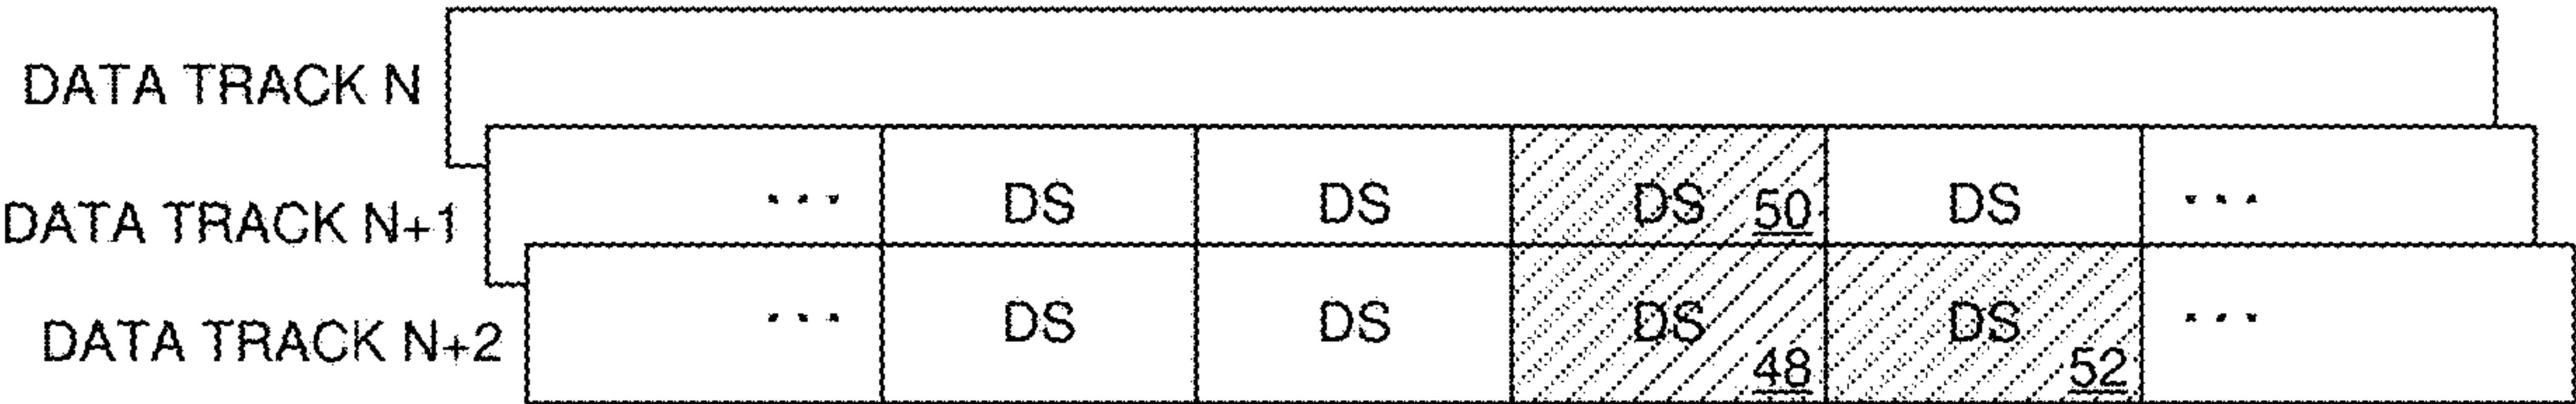 DATA TRACK N
DATA TRACK N+1 ... DS DS DS 50 DS ...
DATA TRACK N+2 ... DS DS DS 48 DS 52 ...